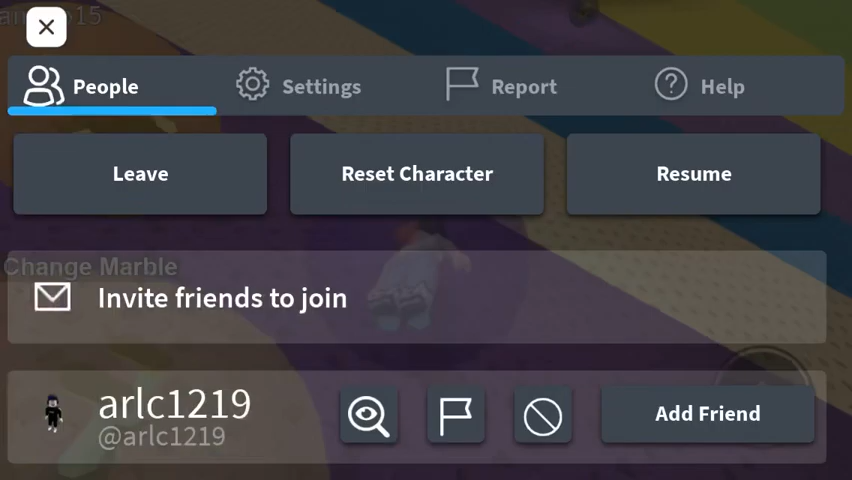 People
Settings
Report
Help
Leave
Reset Character
Resume
Change Marble
Invite friends to join
arlc1219
@arlc1219
Add Friend